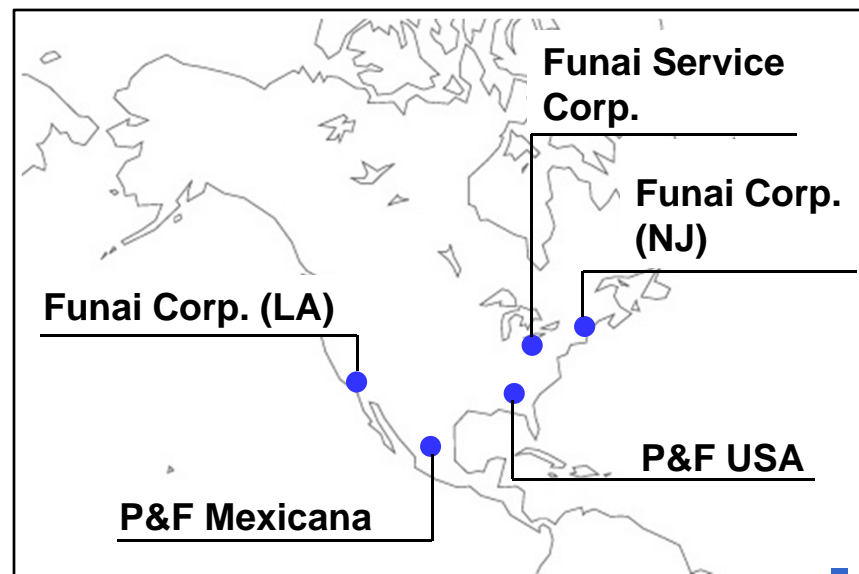 Funai Service
Corp.
Funai Corp.
(NJ)
Funai Corp. (LA)
P&F USA
P&F Mexicana